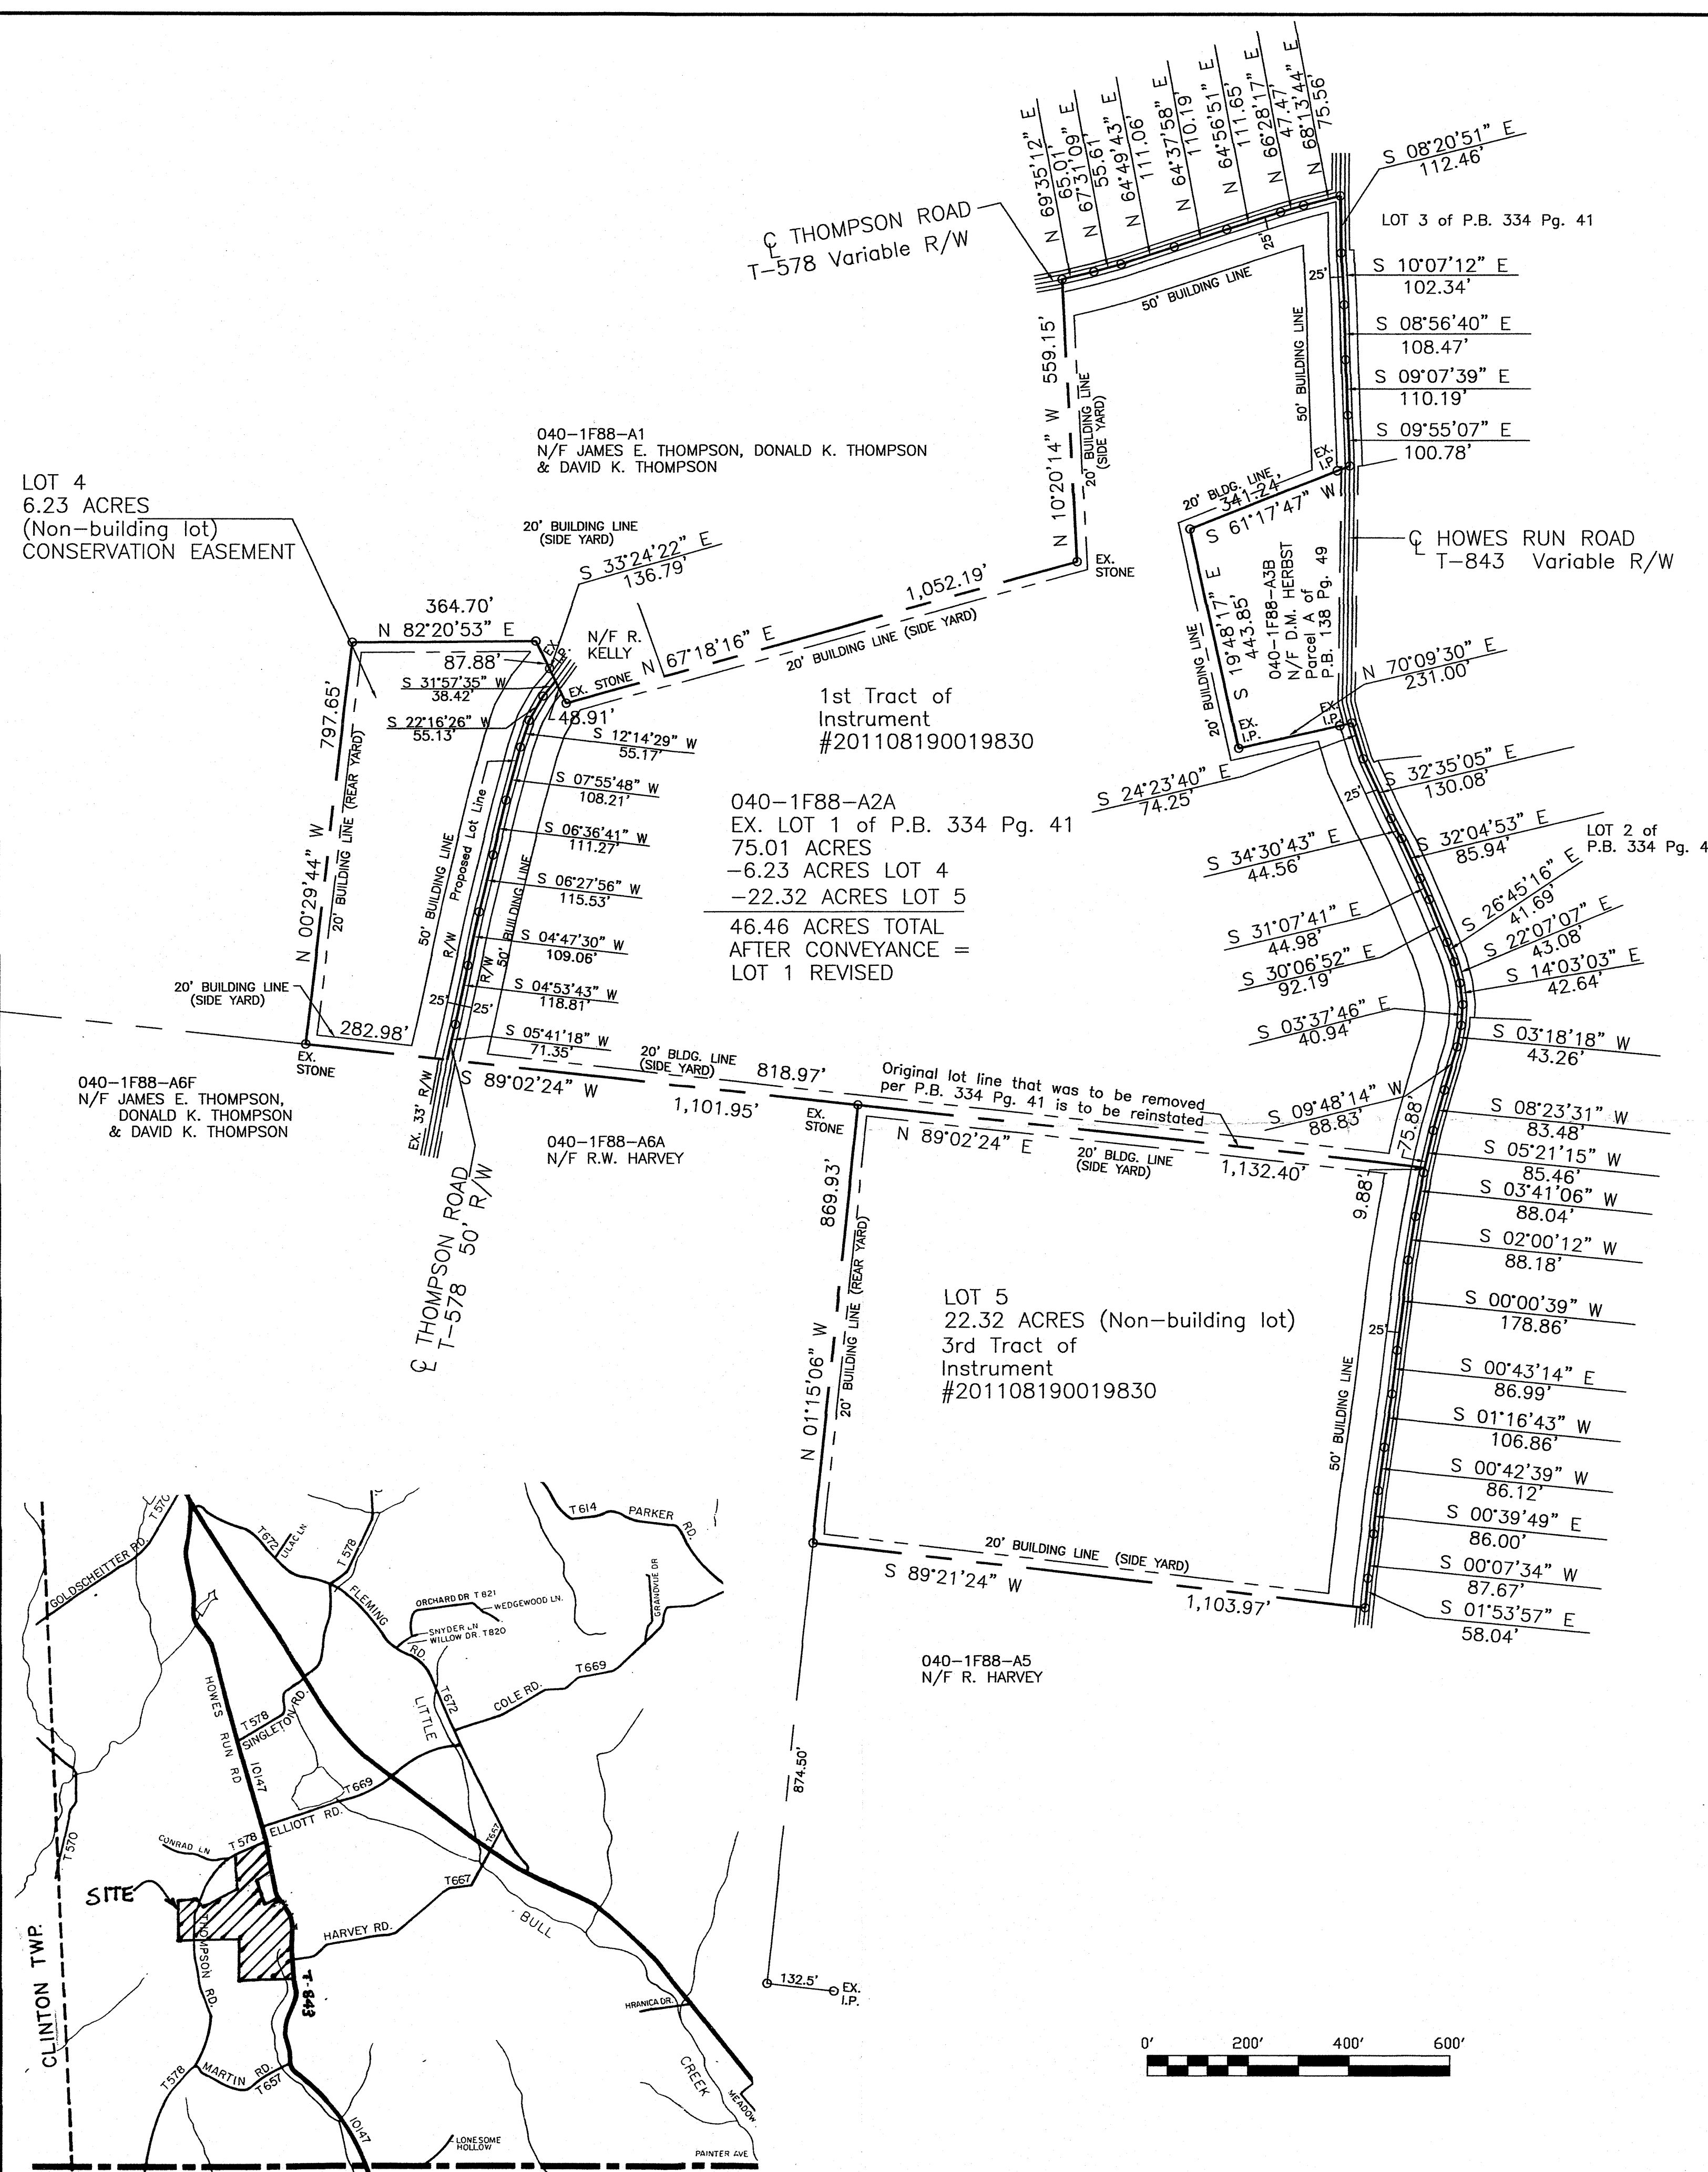 N 69°35'12" E
65.01'
N 67°31'09" E
55.61'
N 64°49'43" E
111.06'
N 64°37'58" E
110.19'
N 64°56'51" E
111.65'
N 66°28'17" E
47.47'
N 68°13'44" E
75.56'
S 08°20'51" E
112.46'
LOT 3 of P.B. 334 Pg. 41
℄ THOMPSON ROAD
T-578 Variable R/W
25'
50' BUILDING LINE
25'
50' BUILDING LINE
S 10°07'12" E
102.34'
S 08°56'40" E
108.47'
S 09°07'39" E
110.19'
S 09°55'07" E
100.78'
N 10°20'14" W 559.15'
20' BUILDING LINE
(SIDE YARD)
EX.
STONE
EX.
I.P.
20' BLDG. LINE
341.24'
S 61°17'47" W
℄ HOWES RUN ROAD
T-843 Variable R/W
20' BUILDING LINE
S 19°48'17" E
443.85'
040-1F88-A3B
N/F D.M. HERBST
Parcel A of
P.B. 138 Pg. 49
EX.
I.P.
EX.
I.P.
N 70°09'30" E
231.00'
040-1F88-A1
N/F JAMES E. THOMPSON, DONALD K. THOMPSON
& DAVID K. THOMPSON
LOT 4
6.23 ACRES
(Non-building lot)
CONSERVATION EASEMENT
20' BUILDING LINE
(SIDE YARD)
S 33°24'22" E
136.79'
364.70'
N 82°20'53" E
87.88'
EX.
I.P.
N/F R.
KELLY
EX. STONE
N 67°18'16" E
1,052.19'
20' BUILDING LINE (SIDE YARD)
48.91'
S 31°57'35" W
38.42'
S 22°16'26" W
55.13'
S 12°14'29" W
55.17'
S 07°55'48" W
108.21'
S 06°36'41" W
111.27'
S 06°27'56" W
115.53'
S 04°47'30" W
109.06'
S 04°53'43" W
118.81'
S 05°41'18" W
71.35'
797.65'
N 00°29'44" W
20' BUILDING LINE (REAR YARD)
50' BUILDING LINE
R/W
Proposed Lot Line
R/W
50' BUILDING LINE
25'
25'
20' BUILDING LINE
(SIDE YARD)
282.98'
EX.
STONE
1st Tract of
Instrument
#201108190019830
040-1F88-A2A
EX. LOT 1 of P.B. 334 Pg. 41
75.01 ACRES
-6.23 ACRES LOT 4
-22.32 ACRES LOT 5
46.46 ACRES TOTAL
AFTER CONVEYANCE =
LOT 1 REVISED
S 24°23'40" E
74.25'
25'
S 32°35'05" E
130.08'
S 34°30'43" E
44.56'
S 32°04'53" E
85.94'
LOT 2 of
P.B. 334 Pg. 4
S 31°07'41" E
44.98'
S 30°06'52" E
92.19'
S 26°45'16" E
41.69'
S 22°07'07" E
43.08'
S 14°03'03" E
42.64'
S 03°37'46" E
40.94'
S 03°18'18" W
43.26'
S 09°48'14" W
88.83'
75.88'
9.88'
S 08°23'31" W
83.48'
S 05°21'15" W
85.46'
S 03°41'06" W
88.04'
S 02°00'12" W
88.18'
S 00°00'39" W
178.86'
S 00°43'14" E
86.99'
S 01°16'43" W
106.86'
S 00°42'39" W
86.12'
S 00°39'49" E
86.00'
S 00°07'34" W
87.67'
S 01°53'57" E
58.04'
040-1F88-A6F
N/F JAMES E. THOMPSON,
DONALD K. THOMPSON
& DAVID K. THOMPSON
EX. 33' R/W
S 89°02'24" W
1,101.95'
20' BLDG. LINE
(SIDE YARD)
818.97'
Original lot line that was to be removed
per P.B. 334 Pg. 41 is to be reinstated
EX.
STONE
N 89°02'24" E
20' BLDG. LINE
(SIDE YARD)
1,132.40'
040-1F88-A6A
N/F R.W. HARVEY
℄ THOMPSON ROAD
T-578 50' R/W
869.93'
N 01°15'06" W
20' BUILDING LINE (REAR YARD)
LOT 5
22.32 ACRES (Non-building lot)
3rd Tract of
Instrument
#201108190019830
25'
50' BUILDING LINE
20' BUILDING LINE (SIDE YARD)
S 89°21'24" W
1,103.97'
040-1F88-A5
N/F R. HARVEY
874.50'
132.5'
EX.
I.P.
T570
GOLDSCHEITTER RD.
T672
LILAC LN
T578
FLEMING
RD.
T614
PARKER
RD.
ORCHARD DR T821
WEDGEWOOD LN.
SNYDER LN
WILLOW DR. T820
GRANDVUE DR
T669
COLE RD.
T672
LITTLE
HOWES RUN RD
10147
T578
SINGLETON RD.
T669
ELLIOTT RD.
T578
CONRAD LN
T570
T667
T667
SITE
THOMPSON RD.
HARVEY RD.
BULL
CLINTON TWP.
T-843
HRANICA DR.
CREEK
MEADOW
T578
MARTIN RD.
T657
10147
LONESOME
HOLLOW
PAINTER AVE
0' 200' 400' 600'